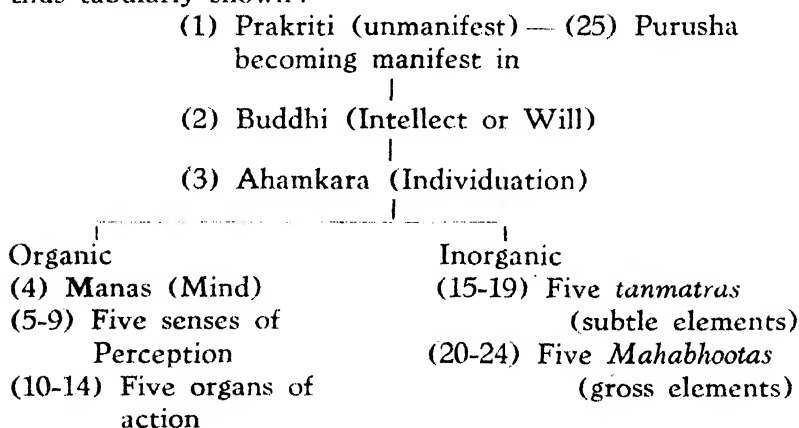 thus tabularly shown :
(1) Prakriti (unmanifest) — (25) Purusha
becoming manifest in
(2) Buddhi (Intellect or Will)
(3) Ahamkara (Individuation)
Organic
(4) Manas (Mind)
(5-9) Five senses of
Perception
(10-14) Five organs of
action
Inorganic
(15-19) Five tanmatras
(subtle elements)
(20-24) Five Mahabhootas
(gross elements)